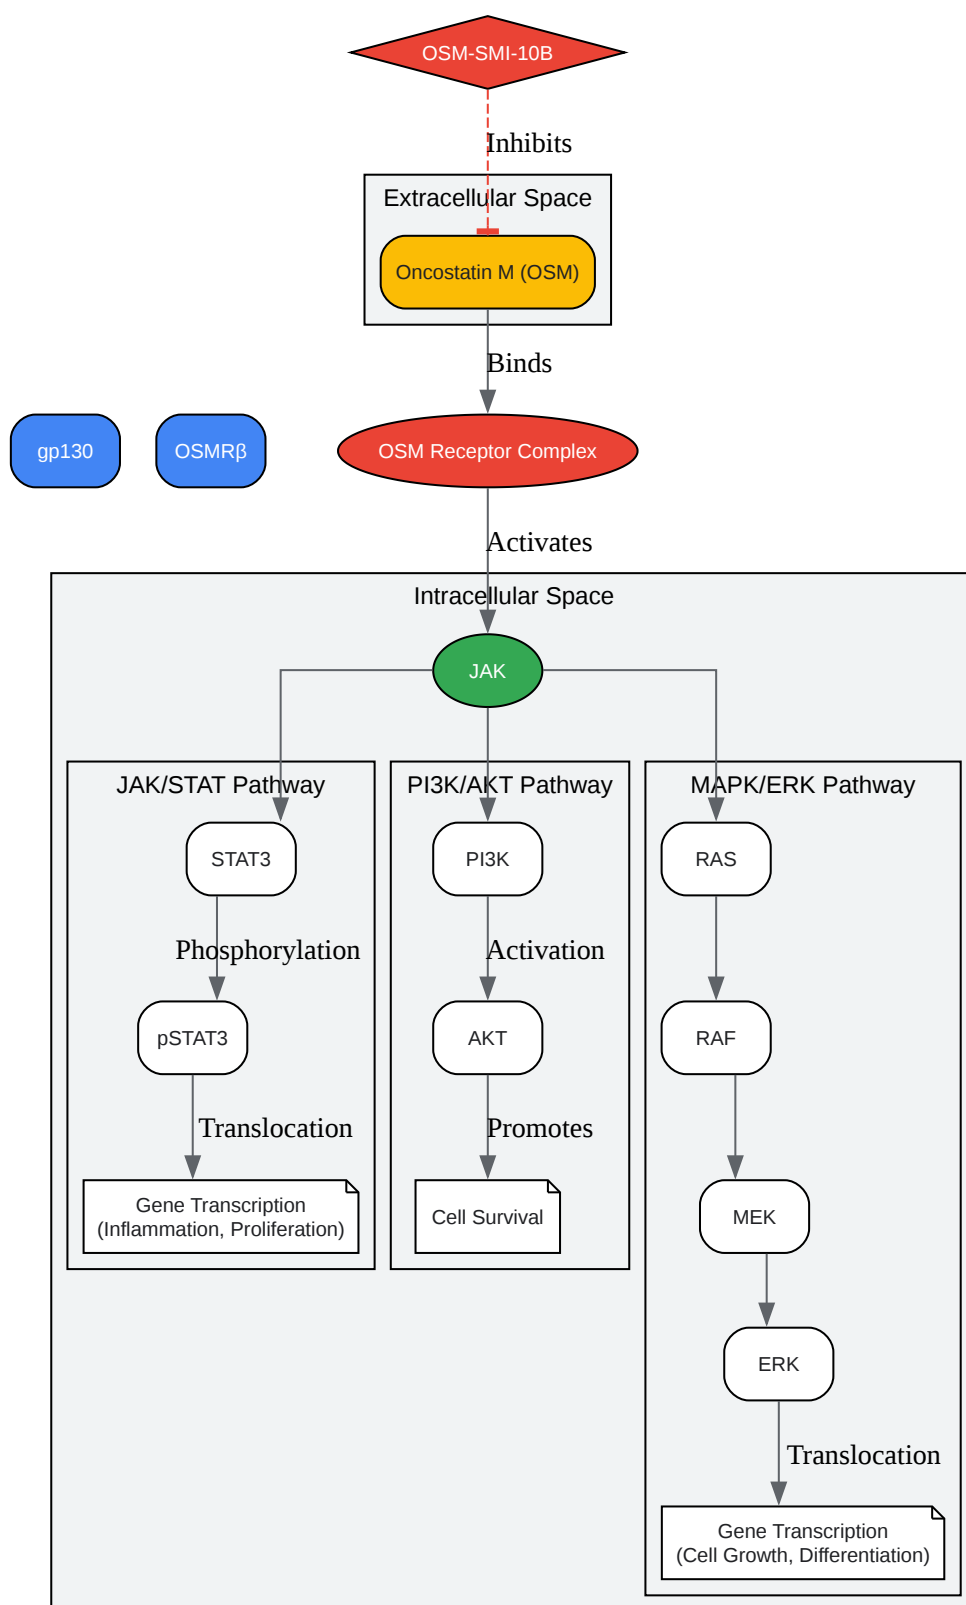 OSM-SMI-10B
Inhibits
Extracellular Space
Oncostatin M (OSM)
Binds
gp130
OSMRβ
OSM Receptor Complex
Activates
Intracellular Space
JAK
JAK/STAT Pathway
PI3K/AKT Pathway
MAPK/ERK Pathway
STAT3
PI3K
RAS
Phosphorylation
Activation
pSTAT3
AKT
RAF
Translocation
Promotes
Gene Transcription
(Inflammation, Proliferation)
Cell Survival
MEK
ERK
Translocation
Gene Transcription
(Cell Growth, Differentiation)